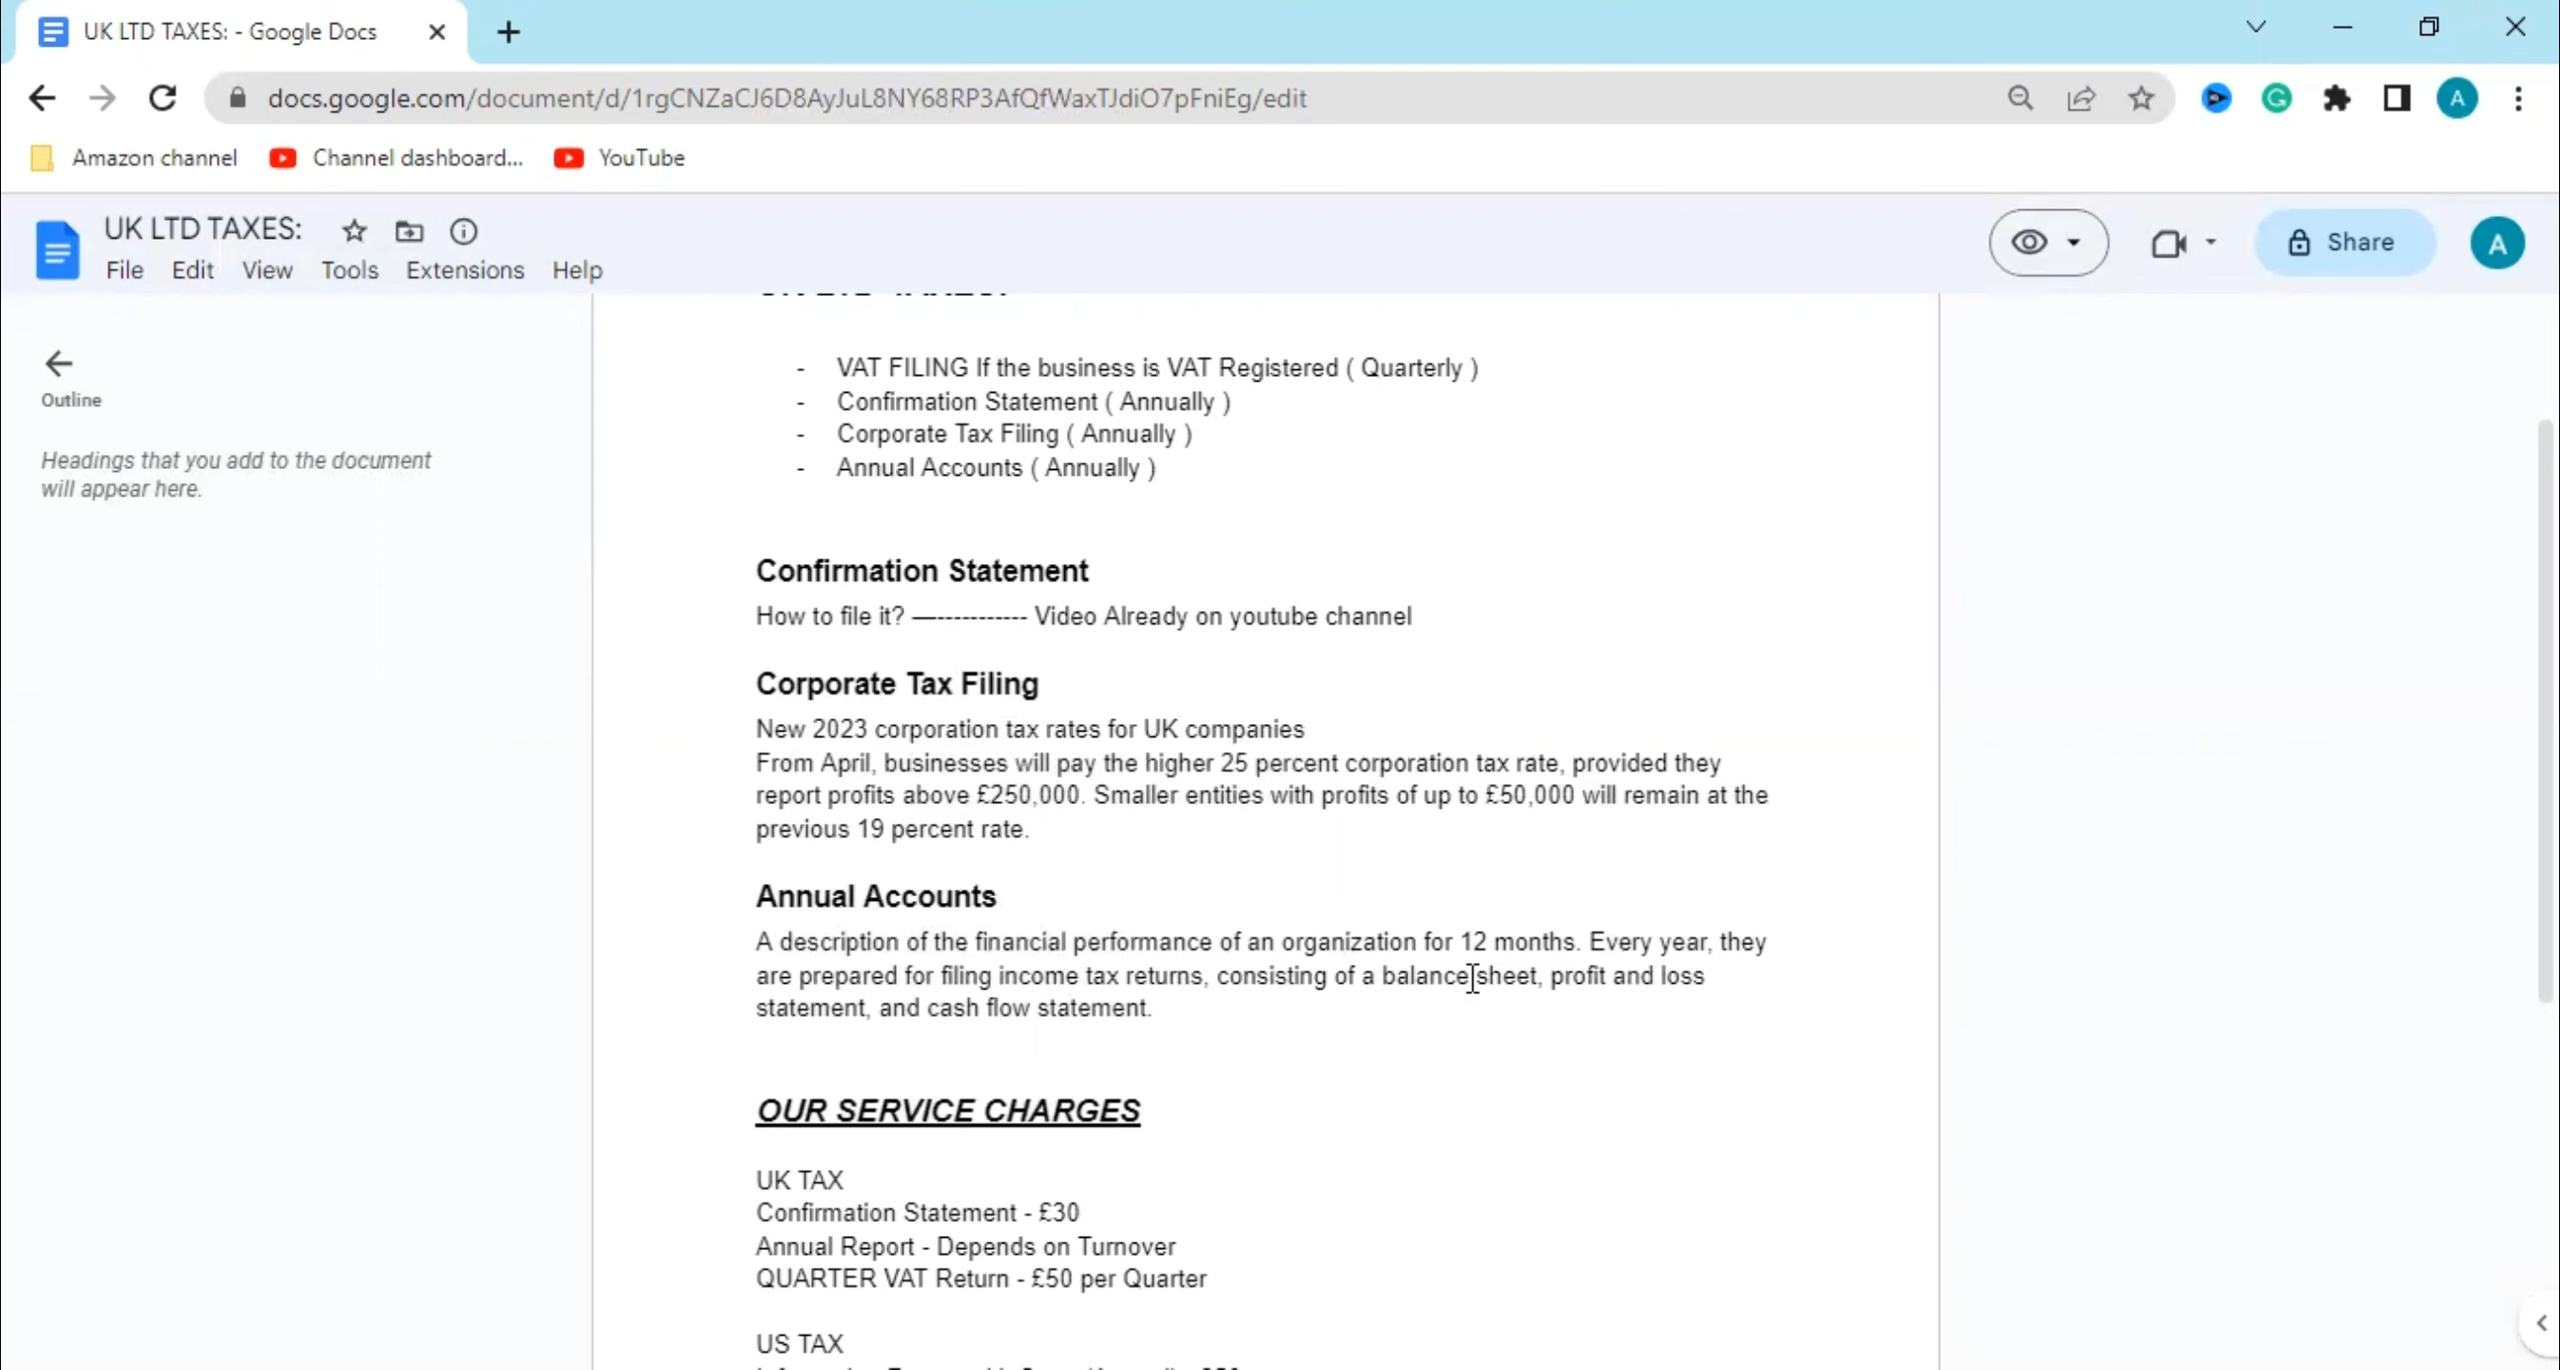 UK LTD TAXES: - Google Docs
docs.google.com/document/d/1rgCNZaCJ6D8AyJuL8NY68RP3AfQfWaxTJdiO7pFniEg/edit
A
Amazon channel
Channel dashboard...
YouTube
UK LTD TAXES:
File Edit View Tools Extensions Help
Share
A
Outline
Headings that you add to the document
will appear here.
- VAT FILING If the business is VAT Registered ( Quarterly )
- Confirmation Statement ( Annually )
- Corporate Tax Filing ( Annually )
- Annual Accounts ( Annually )
Confirmation Statement
How to file it? —------------ Video Already on youtube channel
Corporate Tax Filing
New 2023 corporation tax rates for UK companies
From April, businesses will pay the higher 25 percent corporation tax rate, provided they
report profits above £250,000. Smaller entities with profits of up to £50,000 will remain at the
previous 19 percent rate.
Annual Accounts
A description of the financial performance of an organization for 12 months. Every year, they
are prepared for filing income tax returns, consisting of a balance sheet, profit and loss
statement, and cash flow statement.
OUR SERVICE CHARGES
UK TAX
Confirmation Statement - £30
Annual Report - Depends on Turnover
QUARTER VAT Return - £50 per Quarter
US TAX